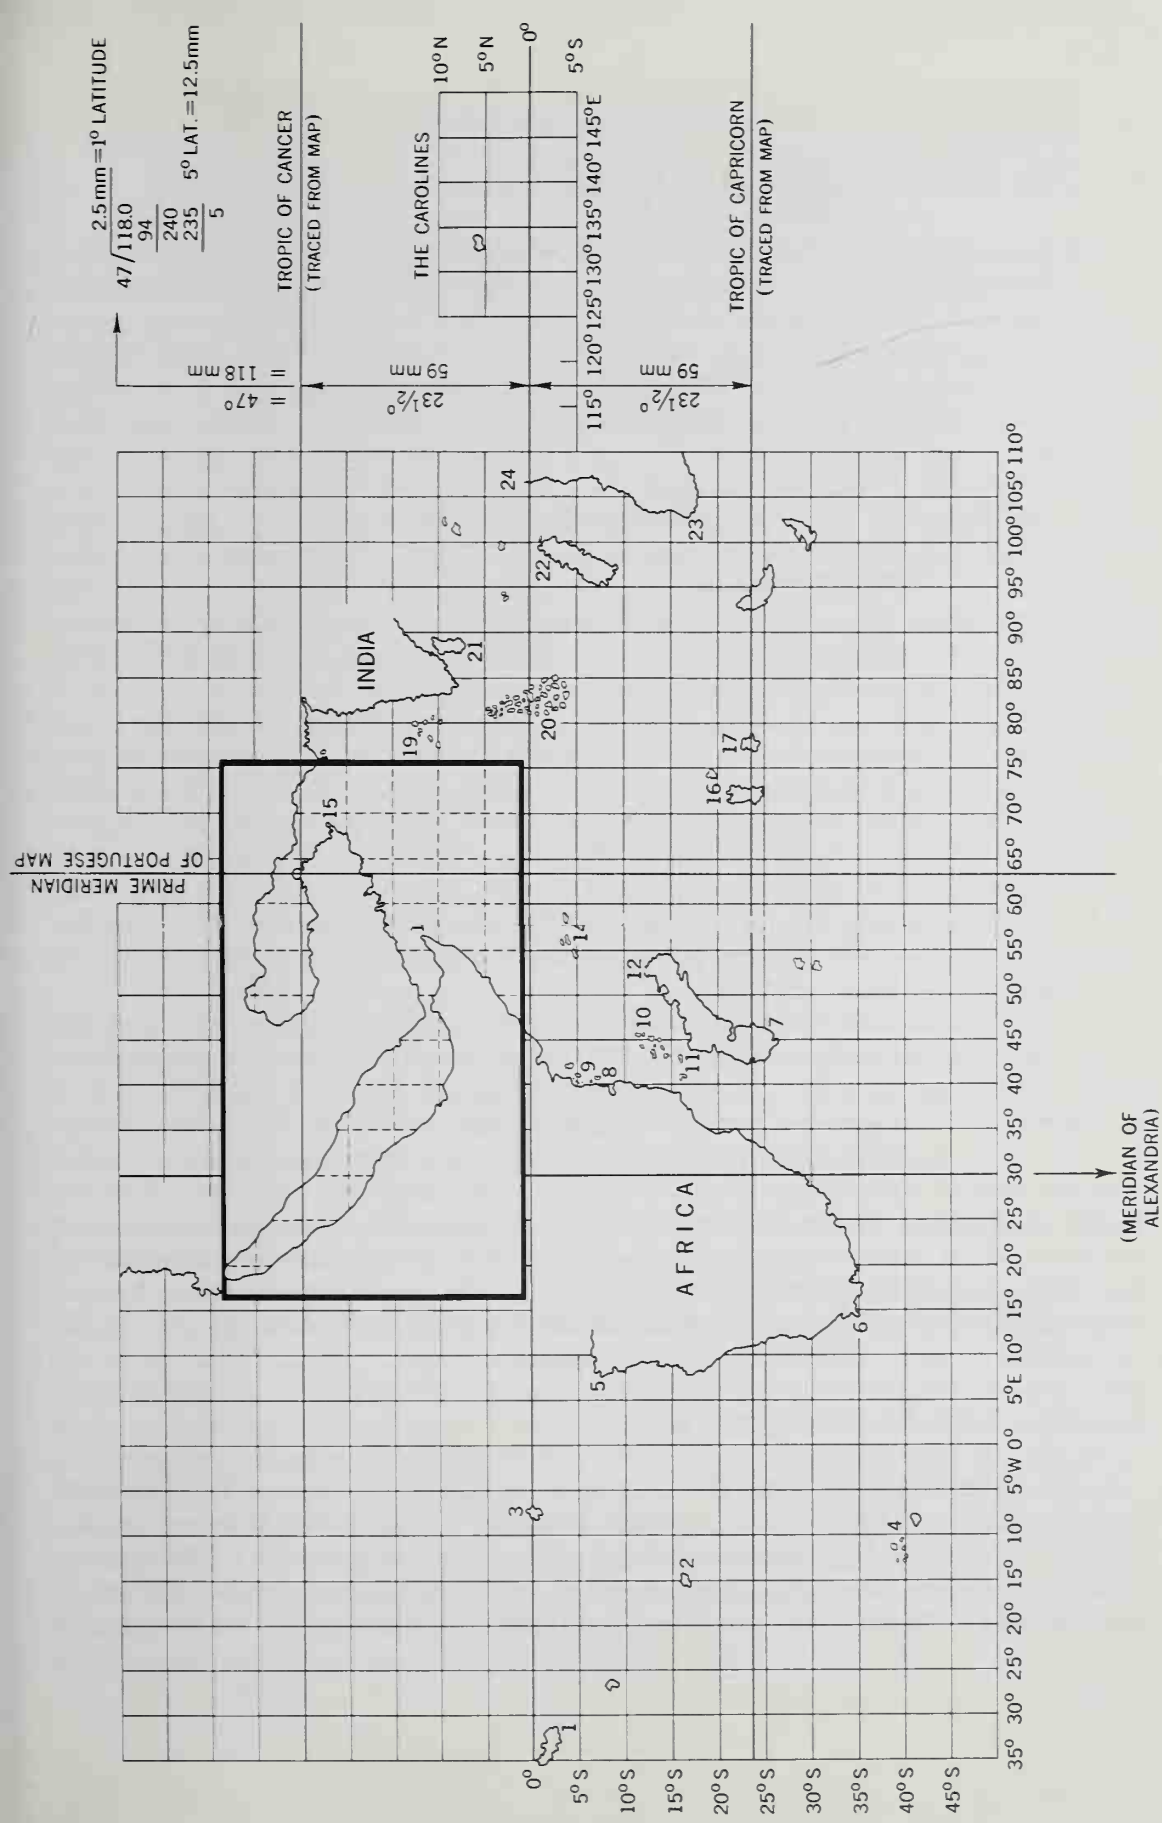 2.5mm=1° LATITUDE
47/118.0
94
240
235 5° LAT.=12.5mm
5
PRIME MERIDIAN
OF PORTUGESE MAP
= 47°
= 118 mm
TROPIC OF CANCER
(TRACED FROM MAP)
23½°
59 mm
THE CAROLINES
10°N
5°N
0°
5°S
115° 120° 125° 130° 135° 140° 145°E
23½°
59 mm
TROPIC OF CAPRICORN
(TRACED FROM MAP)
INDIA
15
1
19
21
20
22
24
23
3
14
12
10
9
8
11
7
16
17
1
2
4
5
6
AFRICA
0°
5°S
10°S
15°S
20°S
25°S
30°S
35°S
40°S
45°S
35° 30° 25° 20° 15° 10° 5°W 0° 5°E 10° 15° 20° 25° 30° 35° 40° 45° 50° 55° 60° 65° 70° 75° 80° 85° 90° 95° 100° 105° 110°
(MERIDIAN OF
ALEXANDRIA)